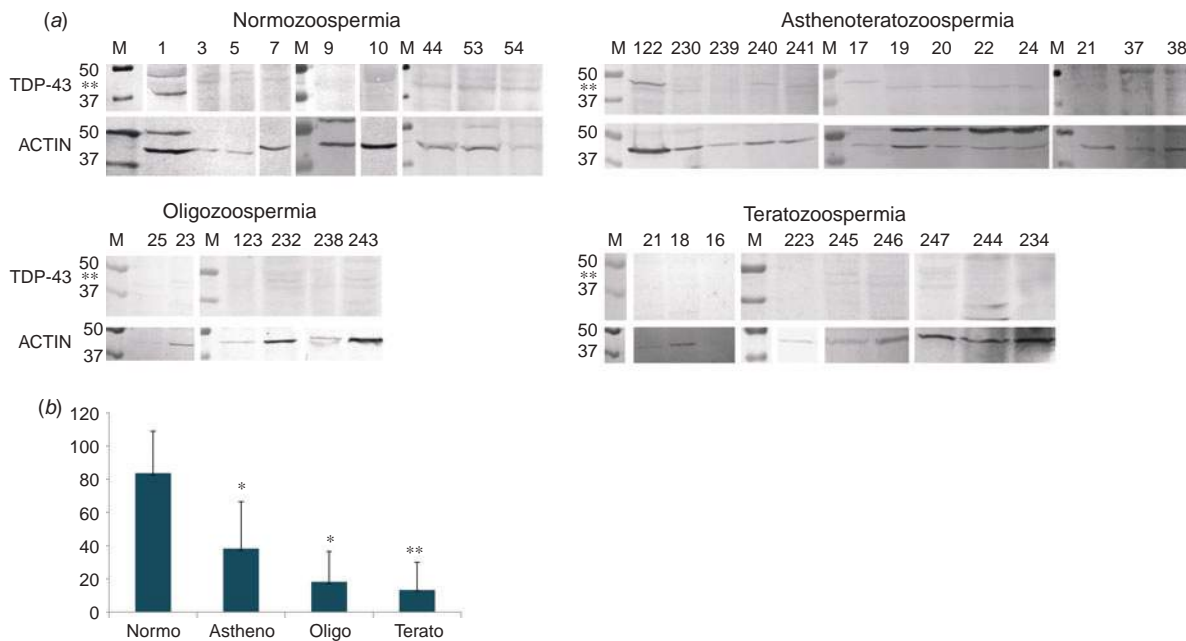 (a)
Normozoospermia
M 1 3 5 7 M 9 10 M 44 53 54
TDP-43
50
**
37
ACTIN
50
37
Asthenoteratozoospermia
M 122 230 239 240 241 M 17 19 20 22 24 M 21 37 38
50
**
37
50
37
Oligozoospermia
M 25 23 M 123 232 238 243
TDP-43
50
**
37
ACTIN
50
37
Teratozoospermia
M 21 18 16 M 223 245 246 247 244 234
50
**
37
50
37
(b)
120
100
80
60
40
20
0
*
*
**
Normo Astheno Oligo Terato